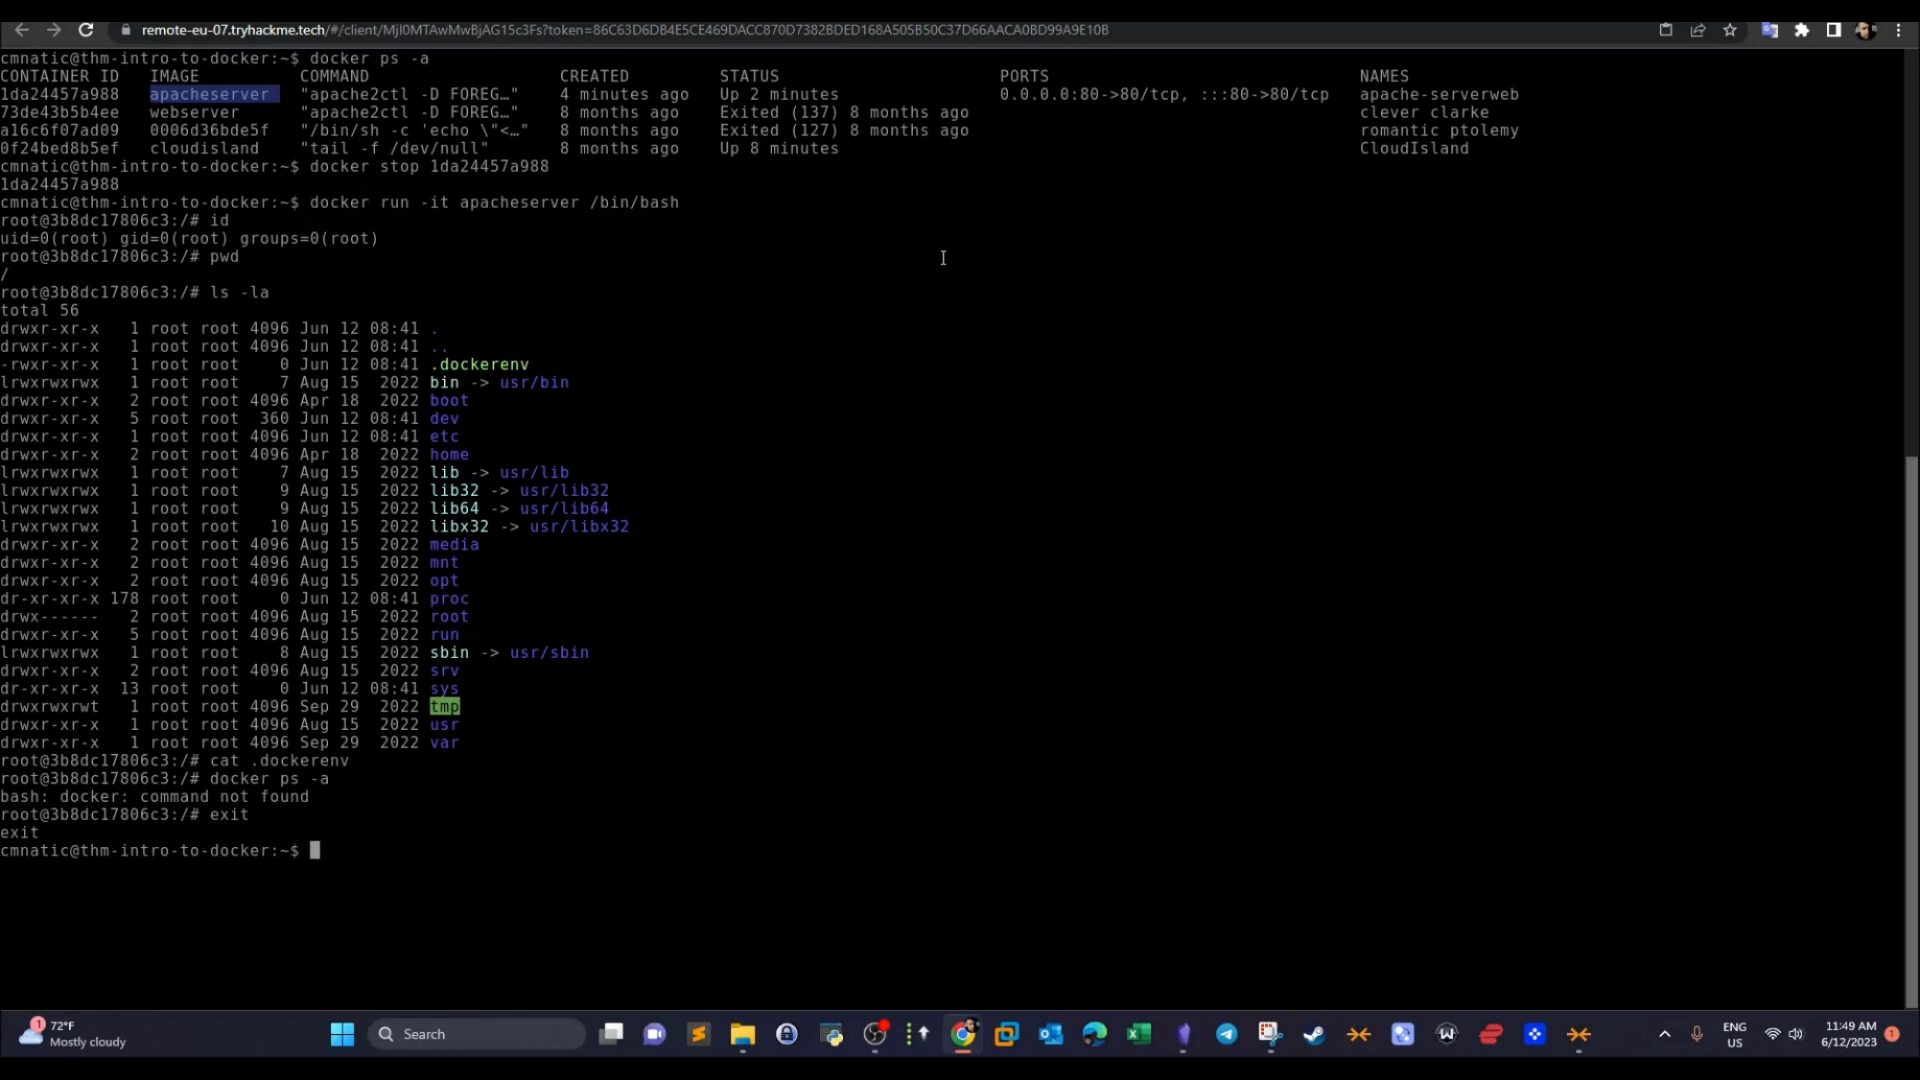 remote-eu-07.tryhackme.tech/#/client/MjI0MTAwMwBjAG15c3Fs?token=86C63D6DB4E5CE469DACC870D7382BDED168A505B50C37D66AACA0BD99A9E10B
cmnatic@thm-intro-to-docker:~$ docker ps -a
CONTAINER ID IMAGE COMMAND CREATED STATUS PORTS NAMES
1da24457a988 apacheserver "apache2ctl -D FOREG…" 4 minutes ago Up 2 minutes 0.0.0.0:80->80/tcp, :::80->80/tcp apache-serverweb
73de43b5b4ee webserver "apache2ctl -D FOREG…" 8 months ago Exited (137) 8 months ago clever clarke
a16c6f07ad09 0006d36bde5f "/bin/sh -c 'echo \"<…" 8 months ago Exited (127) 8 months ago romantic ptolemy
0f24bed8b5ef cloudisland "tail -f /dev/null" 8 months ago Up 8 minutes CloudIsland
cmnatic@thm-intro-to-docker:~$ docker stop 1da24457a988
1da24457a988
cmnatic@thm-intro-to-docker:~$ docker run -it apacheserver /bin/bash
root@3b8dc17806c3:/# id
uid=0(root) gid=0(root) groups=0(root)
root@3b8dc17806c3:/# pwd
/
root@3b8dc17806c3:/# ls -la
total 56
drwxr-xr-x 1 root root 4096 Jun 12 08:41 .
drwxr-xr-x 1 root root 4096 Jun 12 08:41 ..
-rwxr-xr-x 1 root root 0 Jun 12 08:41 .dockerenv
lrwxrwxrwx 1 root root 7 Aug 15 2022 bin -> usr/bin
drwxr-xr-x 2 root root 4096 Apr 18 2022 boot
drwxr-xr-x 5 root root 360 Jun 12 08:41 dev
drwxr-xr-x 1 root root 4096 Jun 12 08:41 etc
drwxr-xr-x 2 root root 4096 Apr 18 2022 home
lrwxrwxrwx 1 root root 7 Aug 15 2022 lib -> usr/lib
lrwxrwxrwx 1 root root 9 Aug 15 2022 lib32 -> usr/lib32
lrwxrwxrwx 1 root root 9 Aug 15 2022 lib64 -> usr/lib64
lrwxrwxrwx 1 root root 10 Aug 15 2022 libx32 -> usr/libx32
drwxr-xr-x 2 root root 4096 Aug 15 2022 media
drwxr-xr-x 2 root root 4096 Aug 15 2022 mnt
drwxr-xr-x 2 root root 4096 Aug 15 2022 opt
dr-xr-xr-x 178 root root 0 Jun 12 08:41 proc
drwx------ 2 root root 4096 Aug 15 2022 root
drwxr-xr-x 5 root root 4096 Aug 15 2022 run
lrwxrwxrwx 1 root root 8 Aug 15 2022 sbin -> usr/sbin
drwxr-xr-x 2 root root 4096 Aug 15 2022 srv
dr-xr-xr-x 13 root root 0 Jun 12 08:41 sys
drwxrwxrwt 1 root root 4096 Sep 29 2022 tmp
drwxr-xr-x 1 root root 4096 Aug 15 2022 usr
drwxr-xr-x 1 root root 4096 Sep 29 2022 var
root@3b8dc17806c3:/# cat .dockerenv
root@3b8dc17806c3:/# docker ps -a
bash: docker: command not found
root@3b8dc17806c3:/# exit
exit
cmnatic@thm-intro-to-docker:~$
1
72°F
Mostly cloudy
Search
ENG
US
11:49 AM
6/12/2023
1